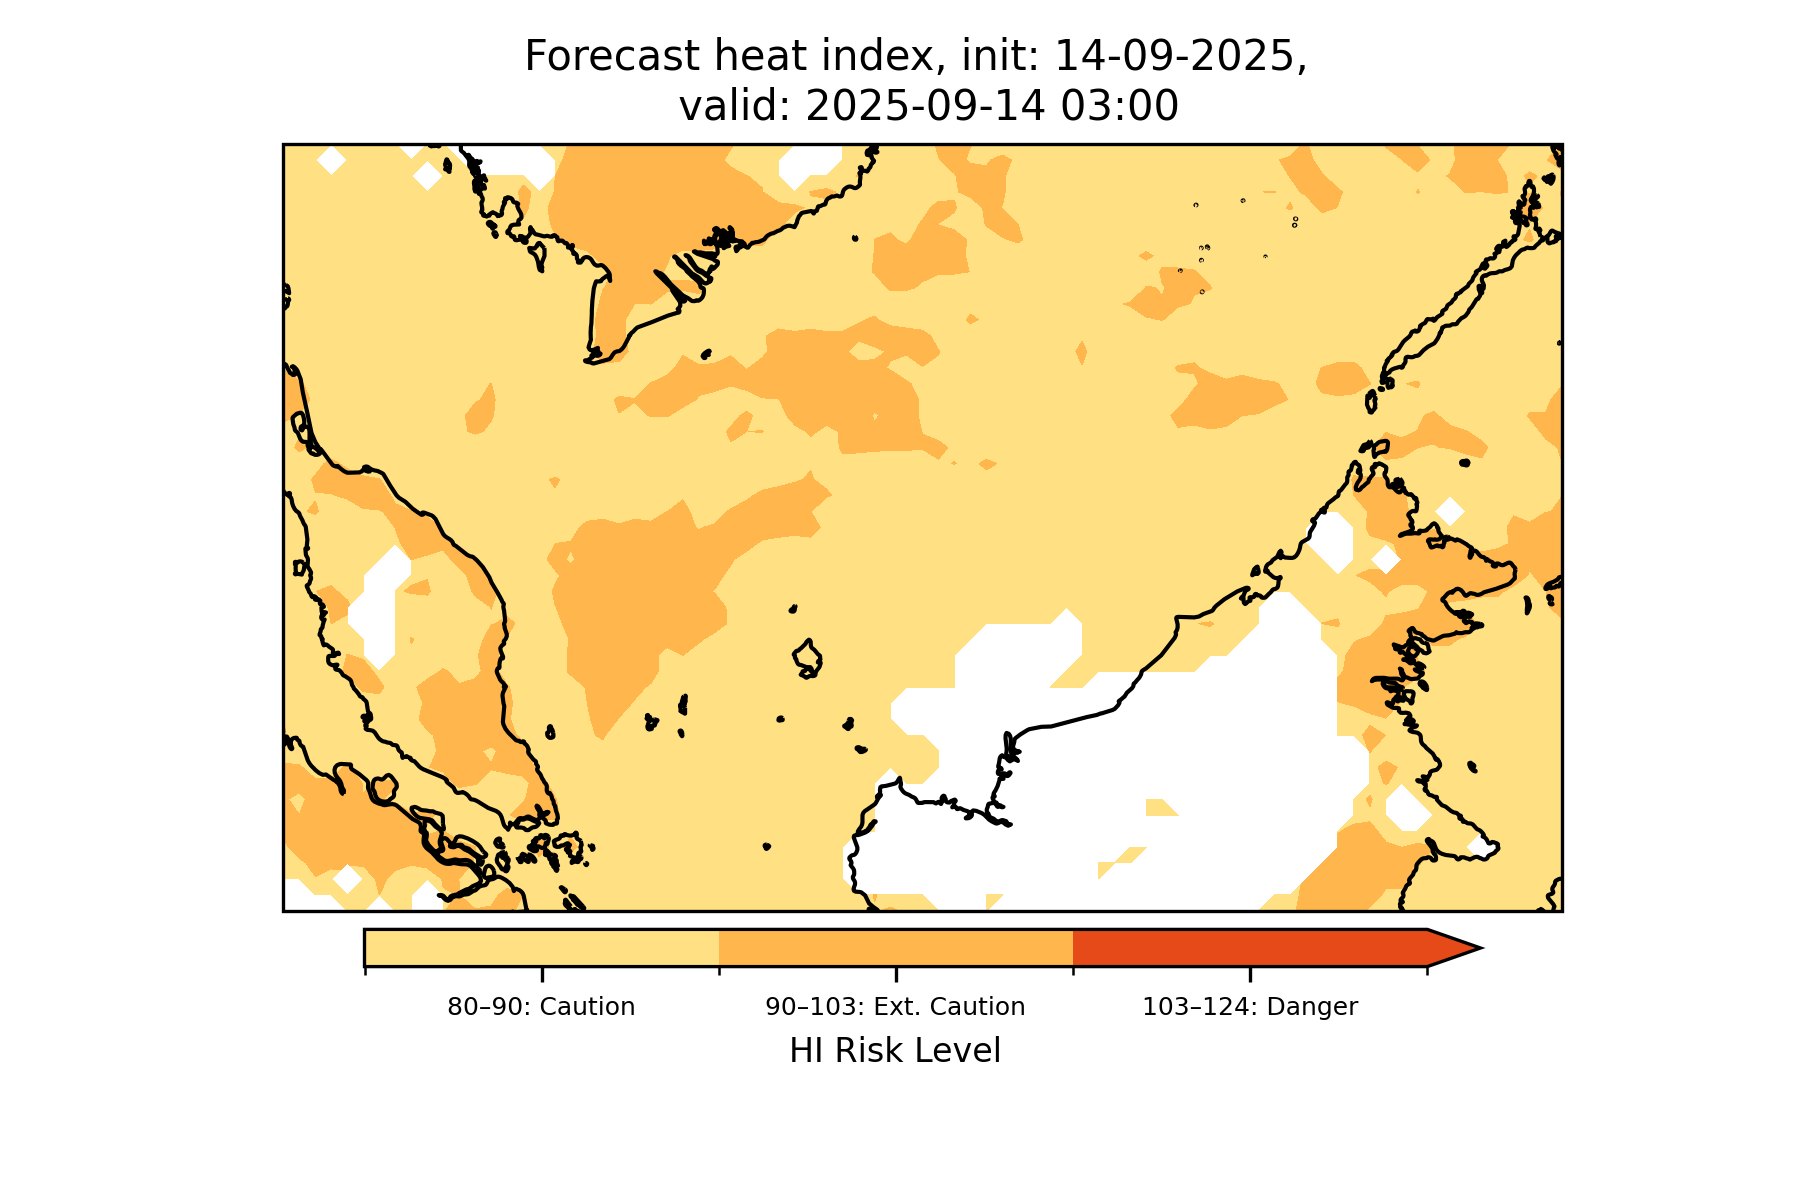 Forecast heat index, init: 14-09-2025,
valid: 2025-09-14 03:00
80–90: Caution
90–103: Ext. Caution
103–124: Danger
HI Risk Level